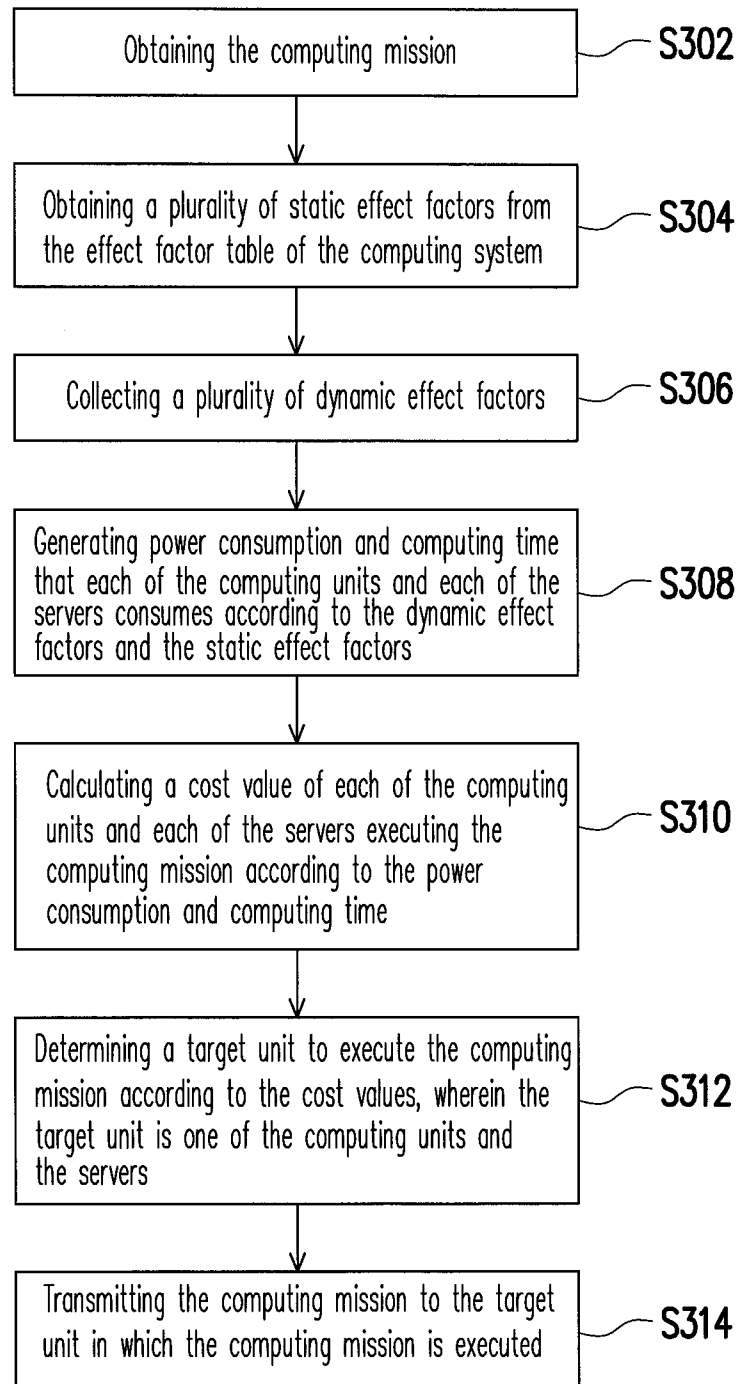 Obtaining the computing mission
S302
Obtaining a plurality of static effect factors from
the effect factor table of the computing system
S304
Collecting a plurality of dynamic effect factors
S306
Generating power consumption and computing time
that each of the computing units and each of the
servers consumes according to the dynamic effect
factors and the static effect factors
S308
Calculating a cost value of each of the computing
units and each of the servers executing the
computing mission according to the power
consumption and computing time
S310
Determining a target unit to execute the computing
mission according to the cost values, wherein the
target unit is one of the computing units and
the servers
S312
Transmitting the computing mission to the target
unit in which the computing mission is executed
S314